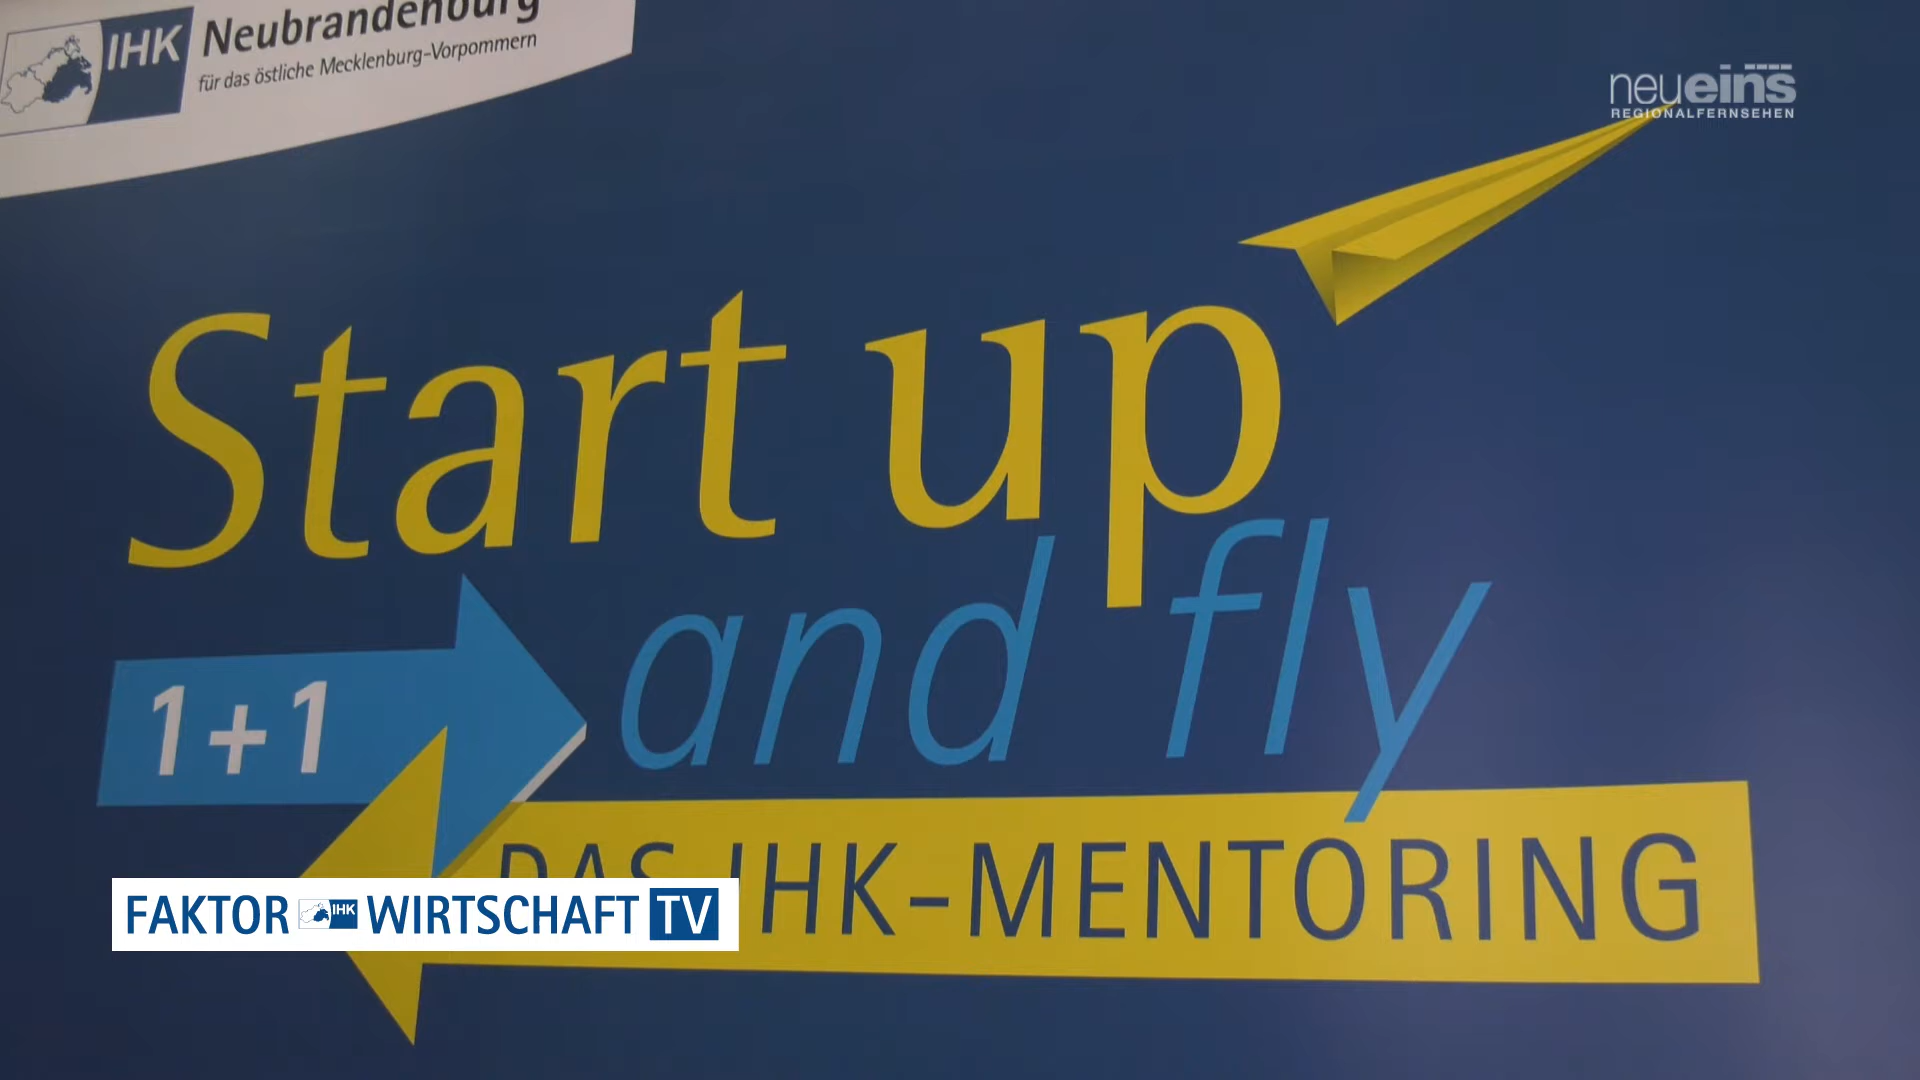 IHK Neubrandenburg
für das östliche Mecklenburg-Vorpommern
neueins
REGIONALFERNSEHEN
Start up
and fly
1+1
DAS IHK-MENTORING
FAKTOR IHK WIRTSCHAFT TV